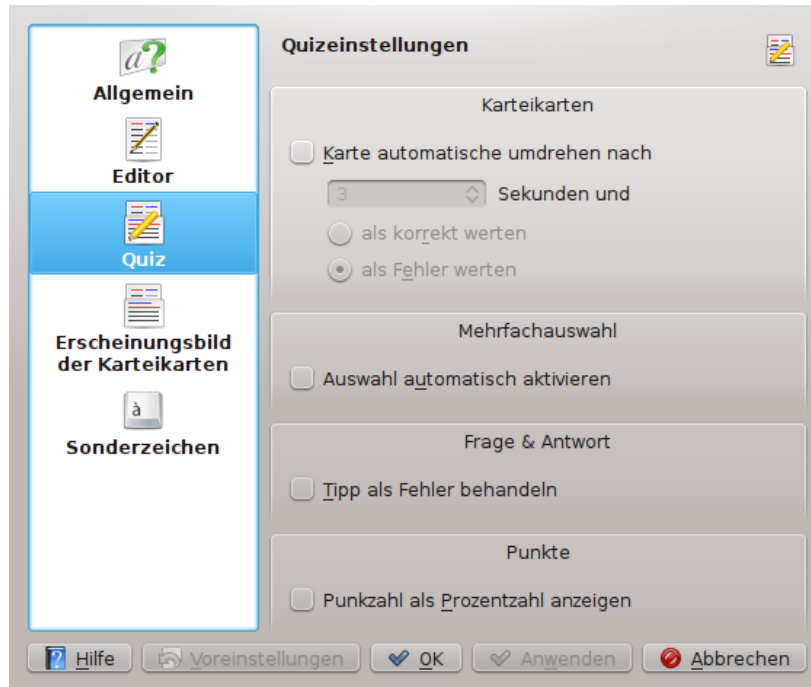 Allgemein
Editor
Quiz
Erscheinungsbild
der Karteikarten
à
Sonderzeichen
Quizeinstellungen
Karteikarten
Karte automatische umdrehen nach
3 Sekunden und
als korrekt werten
als Fehler werten
Mehrfachauswahl
Auswahl automatisch aktivieren
Frage & Antwort
Tipp als Fehler behandeln
Punkte
Punkzahl als Prozentzahl anzeigen
Hilfe Voreinstellungen OK Anwenden Abbrechen